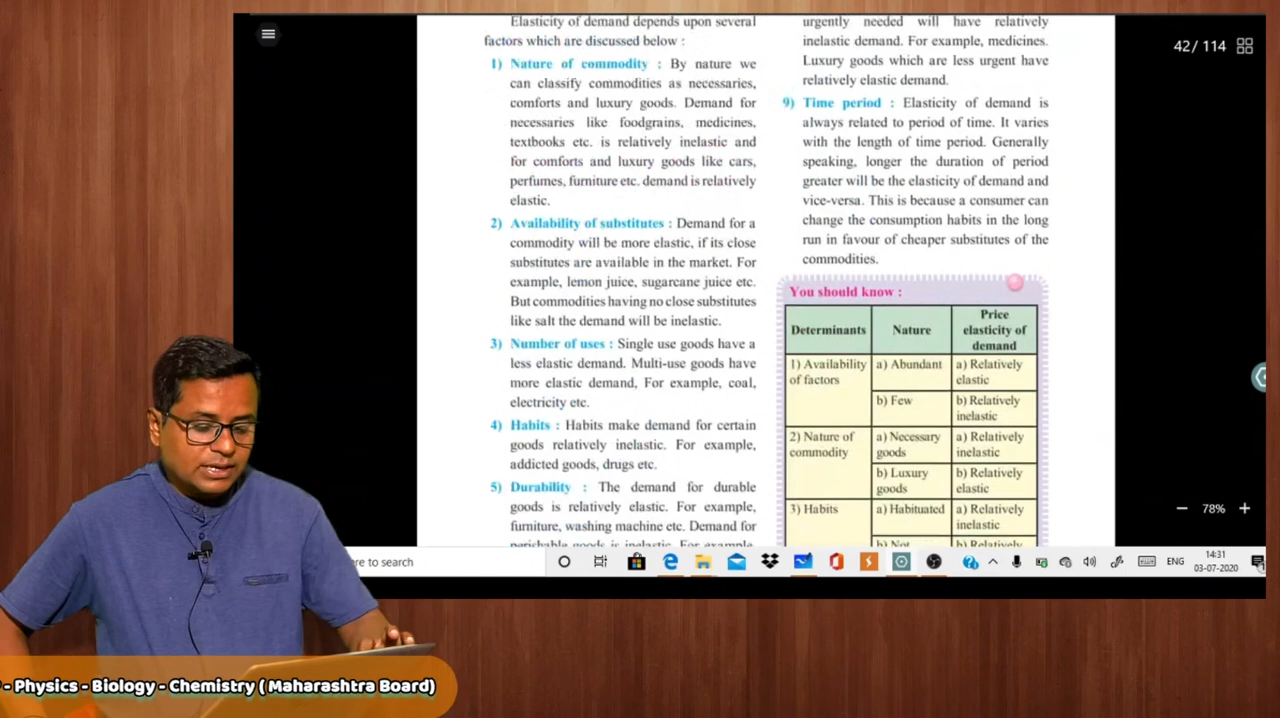 Elasticity of demand depends upon several
factors which are discussed below :
1) Nature of commodity : By nature we
can classify commodities as necessaries,
comforts and luxury goods. Demand for
necessaries like foodgrains, medicines,
textbooks etc. is relatively inelastic and
for comforts and luxury goods like cars,
perfumes, furniture etc. demand is relatively
elastic.
2) Availability of substitutes : Demand for a
commodity will be more elastic, if its close
substitutes are available in the market. For
example, lemon juice, sugarcane juice etc.
But commodities having no close substitutes
like salt the demand will be inelastic.
3) Number of uses : Single use goods have a
less elastic demand. Multi-use goods have
more elastic demand, For example, coal,
electricity etc.
4) Habits : Habits make demand for certain
goods relatively inelastic. For example,
addicted goods, drugs etc.
5) Durability : The demand for durable
goods is relatively elastic. For example,
furniture, washing machine etc. Demand for
perishable goods is inelastic. For example
urgently needed will have relatively
inelastic demand. For example, medicines.
Luxury goods which are less urgent have
relatively elastic demand.
9) Time period : Elasticity of demand is
always related to period of time. It varies
with the length of time period. Generally
speaking, longer the duration of period
greater will be the elasticity of demand and
vice-versa. This is because a consumer can
change the consumption habits in the long
run in favour of cheaper substitutes of the
commodities.
You should know :
Determinants Nature Price
elasticity of
demand
1) Availability a) Abundant a) Relatively
of factors elastic
b) Few b) Relatively
inelastic
2) Nature of a) Necessary a) Relatively
commodity goods inelastic
b) Luxury b) Relatively
goods elastic
3) Habits a) Habituated a) Relatively
inelastic
b) Not b) Relatively
42 / 114
78%
ere to search
ENG
14:31
03-07-2020
- Physics - Biology - Chemistry ( Maharashtra Board)